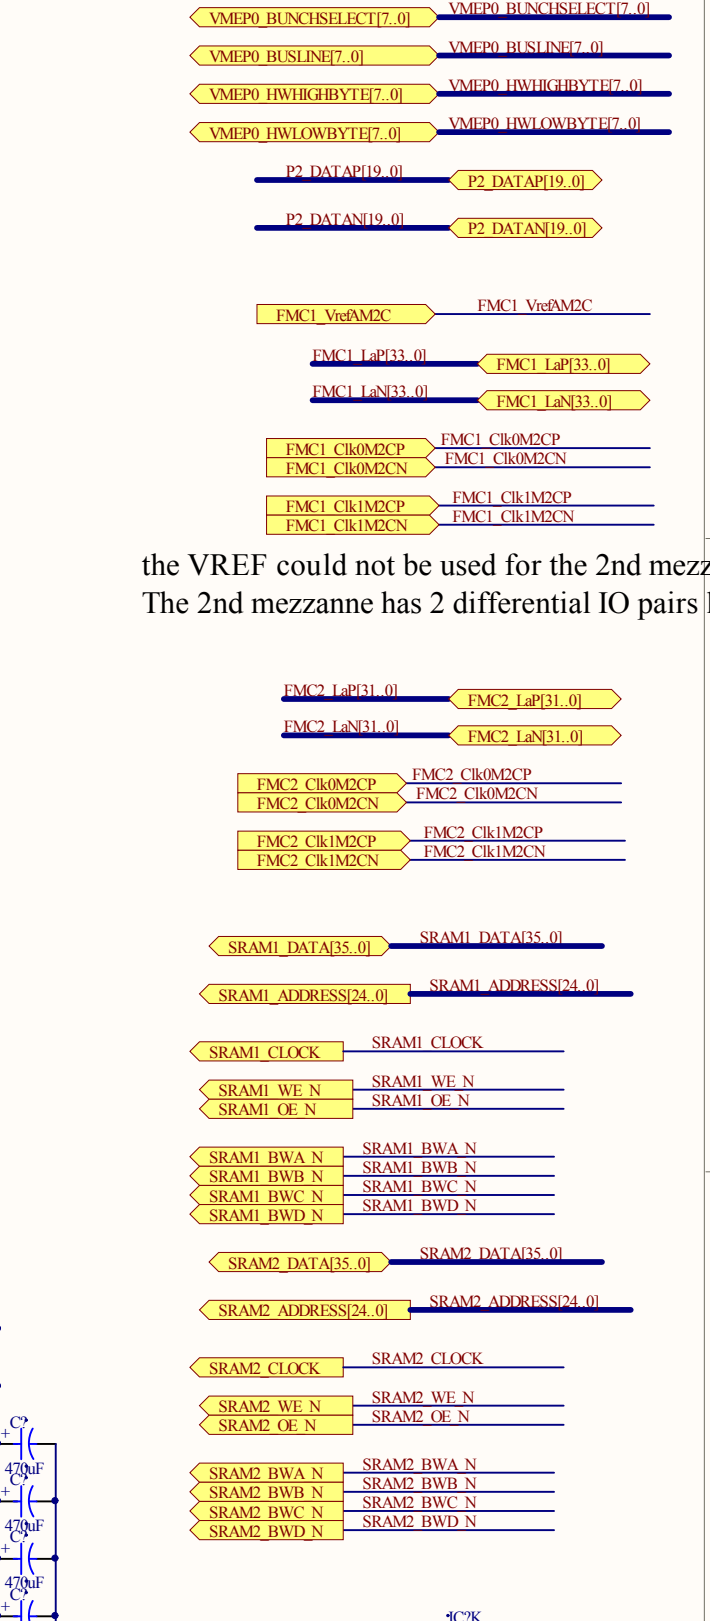 VMEP0_BUNCHSELECT[7..0] VMEP0_BUNCHSELECT[7..0]
VMEP0_BUSLINE[7..0] VMEP0_BUSLINE[7..0]
VMEP0_HWHIGHBYTE[7..0] VMEP0_HWHIGHBYTE[7..0]
VMEP0_HWLOWBYTE[7..0] VMEP0_HWLOWBYTE[7..0]
P2_DATAP[19..0] P2_DATAP[19..0]
P2_DATAN[19..0] P2_DATAN[19..0]
FMC1_VrefAM2C FMC1_VrefAM2C
FMC1_LaP[33..0] FMC1_LaP[33..0]
FMC1_LaN[33..0] FMC1_LaN[33..0]
FMC1_Clk0M2CP FMC1_Clk0M2CP
FMC1_Clk0M2CN FMC1_Clk0M2CN
FMC1_Clk1M2CP FMC1_Clk1M2CP
FMC1_Clk1M2CN FMC1_Clk1M2CN
the VREF could not be used for the 2nd mezz
The 2nd mezzanne has 2 differential IO pairs
FMC2_LaP[31..0] FMC2_LaP[31..0]
FMC2_LaN[31..0] FMC2_LaN[31..0]
FMC2_Clk0M2CP FMC2_Clk0M2CP
FMC2_Clk0M2CN FMC2_Clk0M2CN
FMC2_Clk1M2CP FMC2_Clk1M2CP
FMC2_Clk1M2CN FMC2_Clk1M2CN
SRAM1_DATA[35..0] SRAM1_DATA[35..0]
SRAM1_ADDRESS[24..0] SRAM1_ADDRESS[24..0]
SRAM1_CLOCK SRAM1_CLOCK
SRAM1_WE_N SRAM1_WE_N
SRAM1_OE_N SRAM1_OE_N
SRAM1_BWA_N SRAM1_BWA_N
SRAM1_BWB_N SRAM1_BWB_N
SRAM1_BWC_N SRAM1_BWC_N
SRAM1_BWD_N SRAM1_BWD_N
SRAM2_DATA[35..0] SRAM2_DATA[35..0]
SRAM2_ADDRESS[24..0] SRAM2_ADDRESS[24..0]
SRAM2_CLOCK SRAM2_CLOCK
SRAM2_WE_N SRAM2_WE_N
SRAM2_OE_N SRAM2_OE_N
C?
SRAM2_BWA_N SRAM2_BWA_N
470uF
SRAM2_BWB_N SRAM2_BWB_N
C?
SRAM2_BWC_N SRAM2_BWC_N
470uF
SRAM2_BWD_N SRAM2_BWD_N
C?
470uF
C?
IC?K